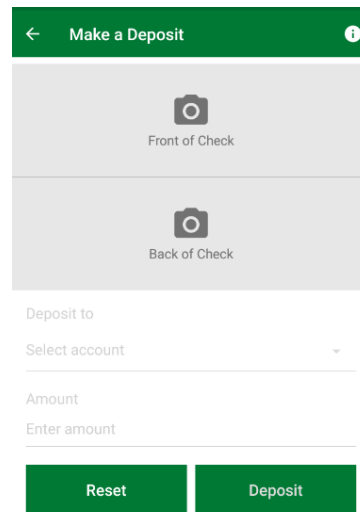 Make a Deposit
Front of Check
Back of Check
Deposit to
Select account
Amount
Enter amount
Reset
Deposit